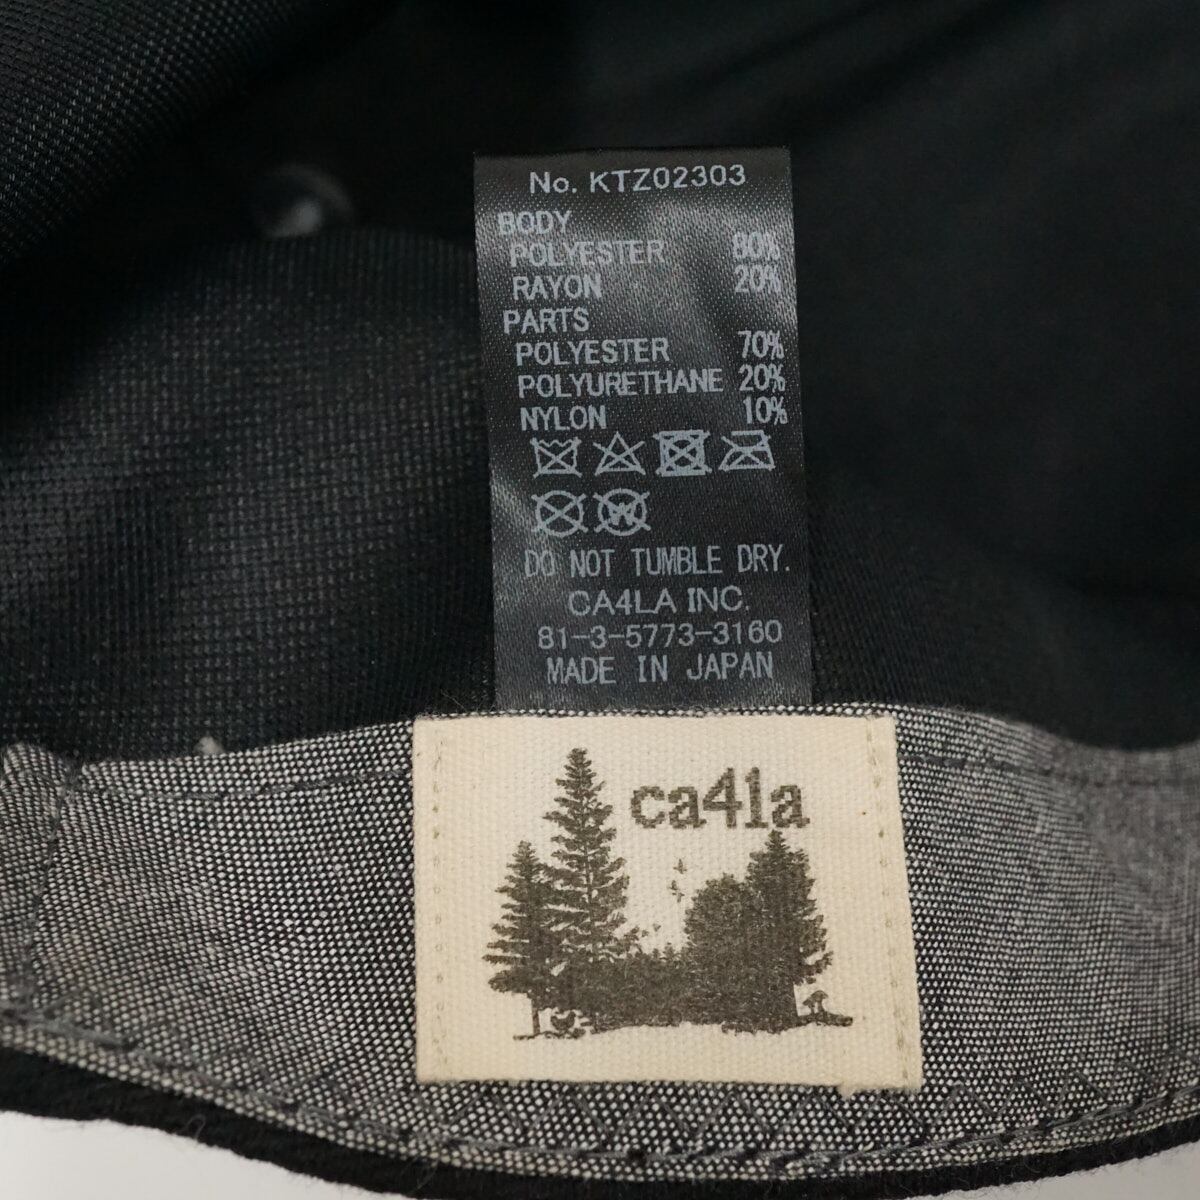 No. KTZ02303
BODY
POLYESTER 80%
RAYON 20%
PARTS
POLYESTER 70%
POLYURETHANE 20%
NYLON 10%
W
DO NOT TUMBLE DRY.
CA4LA INC.
81-3-5773-3160
MADE IN JAPAN
ca4la